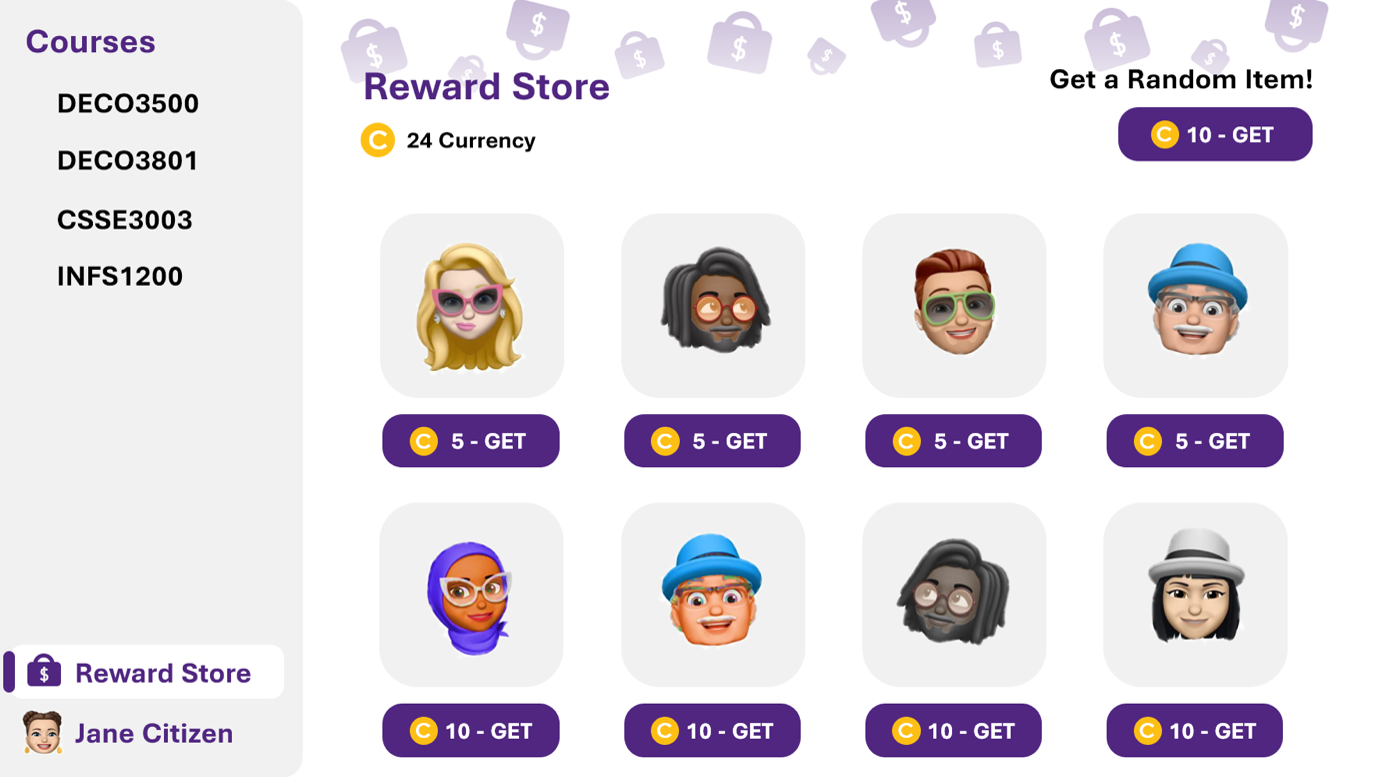 Courses
DECO3500
DECO3801
CSSE3003
INFS1200
$ Reward Store
Jane Citizen
$ $ $ $ $ $ $ $ $ $ $
Reward Store
C 24 Currency
Get a Random Item!
C 10 - GET
C 5 - GET
C 5 - GET
C 5 - GET
C 5 - GET
C 10 - GET
C 10 - GET
C 10 - GET
C 10 - GET